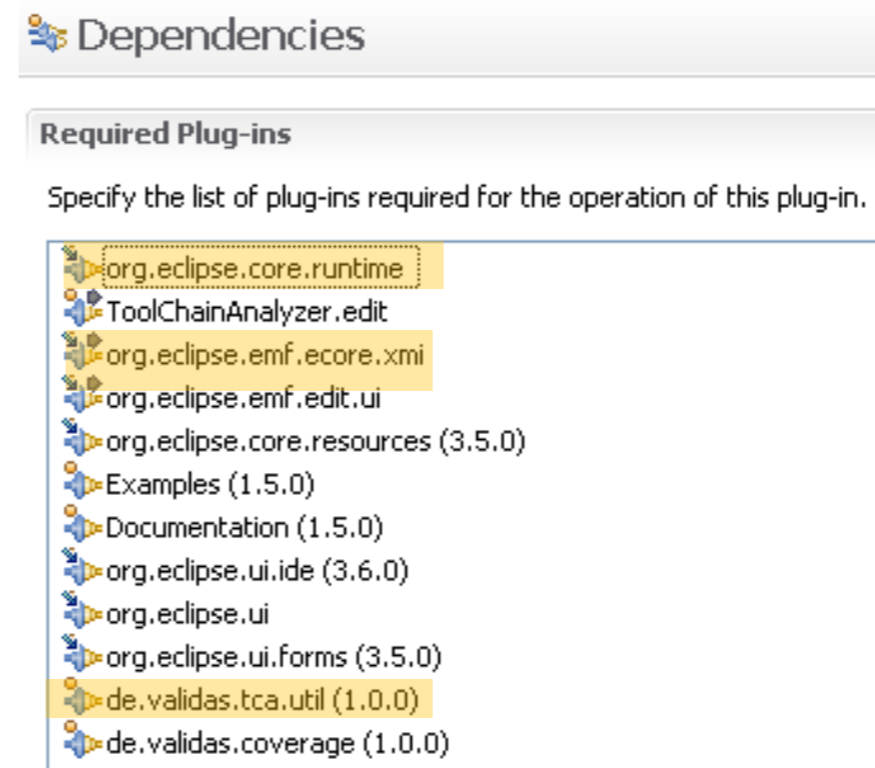 Dependencies
Required Plug-ins
Specify the list of plug-ins required for the operation of this plug-in.
org.eclipse.core.runtime
ToolChainAnalyzer.edit
org.eclipse.emf.ecore.xmi
org.eclipse.emf.edit.ui
org.eclipse.core.resources (3.5.0)
Examples (1.5.0)
Documentation (1.5.0)
org.eclipse.ui.ide (3.6.0)
org.eclipse.ui
org.eclipse.ui.forms (3.5.0)
de.validas.tca.util (1.0.0)
de.validas.coverage (1.0.0)